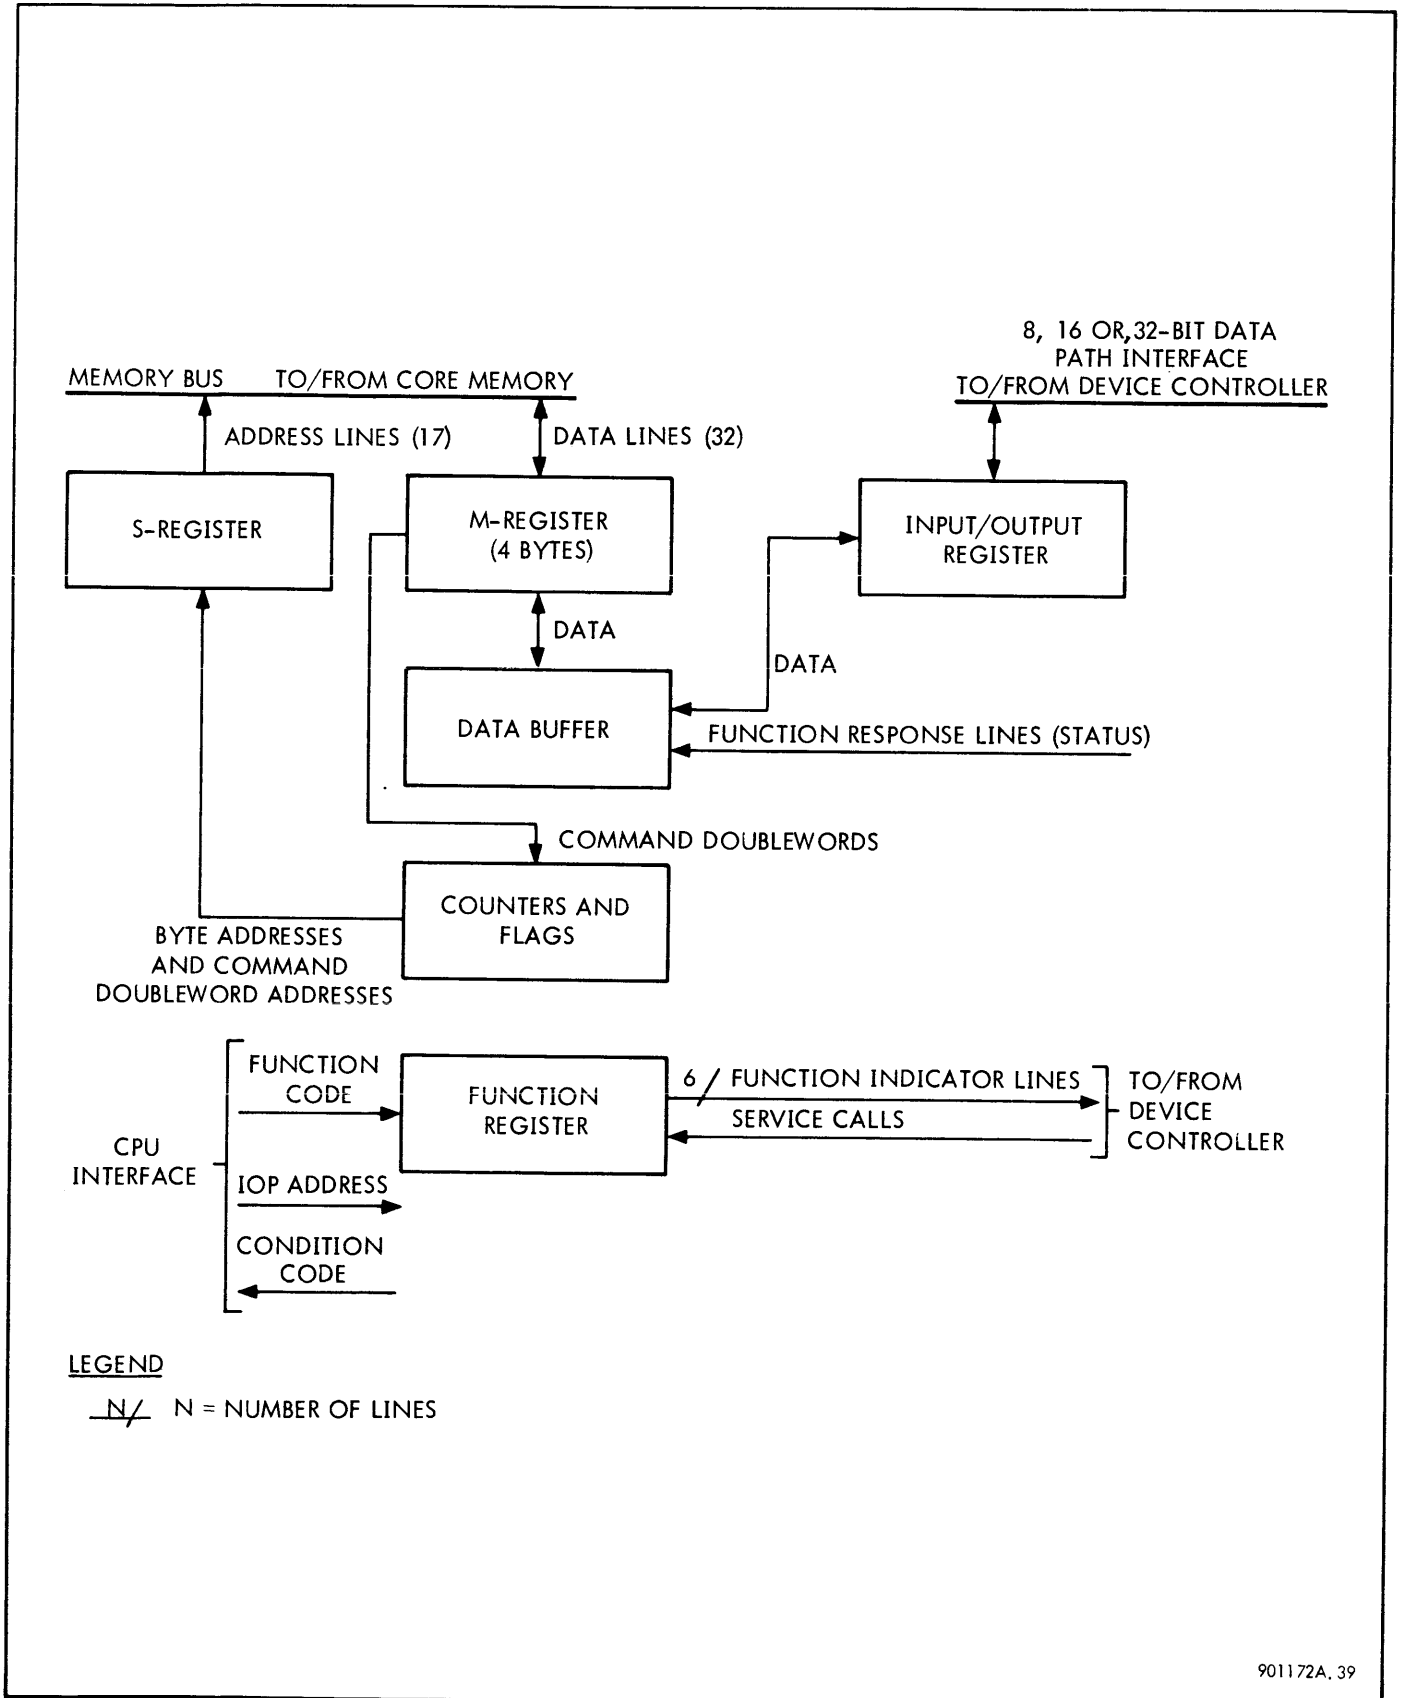 8, 16 OR,32-BIT DATA
PATH INTERFACE
TO/FROM DEVICE CONTROLLER
MEMORY BUS TO/FROM CORE MEMORY
ADDRESS LINES (17)
DATA LINES (32)
S-REGISTER
M-REGISTER
(4 BYTES)
INPUT/OUTPUT
REGISTER
DATA
DATA
DATA BUFFER
FUNCTION RESPONSE LINES (STATUS)
COMMAND DOUBLEWORDS
COUNTERS AND
FLAGS
BYTE ADDRESSES
AND COMMAND
DOUBLEWORD ADDRESSES
CPU
INTERFACE
FUNCTION
CODE
FUNCTION
REGISTER
6 / FUNCTION INDICATOR LINES
SERVICE CALLS
TO/FROM
DEVICE
CONTROLLER
IOP ADDRESS
CONDITION
CODE
LEGEND
N/ N = NUMBER OF LINES
901172A.39